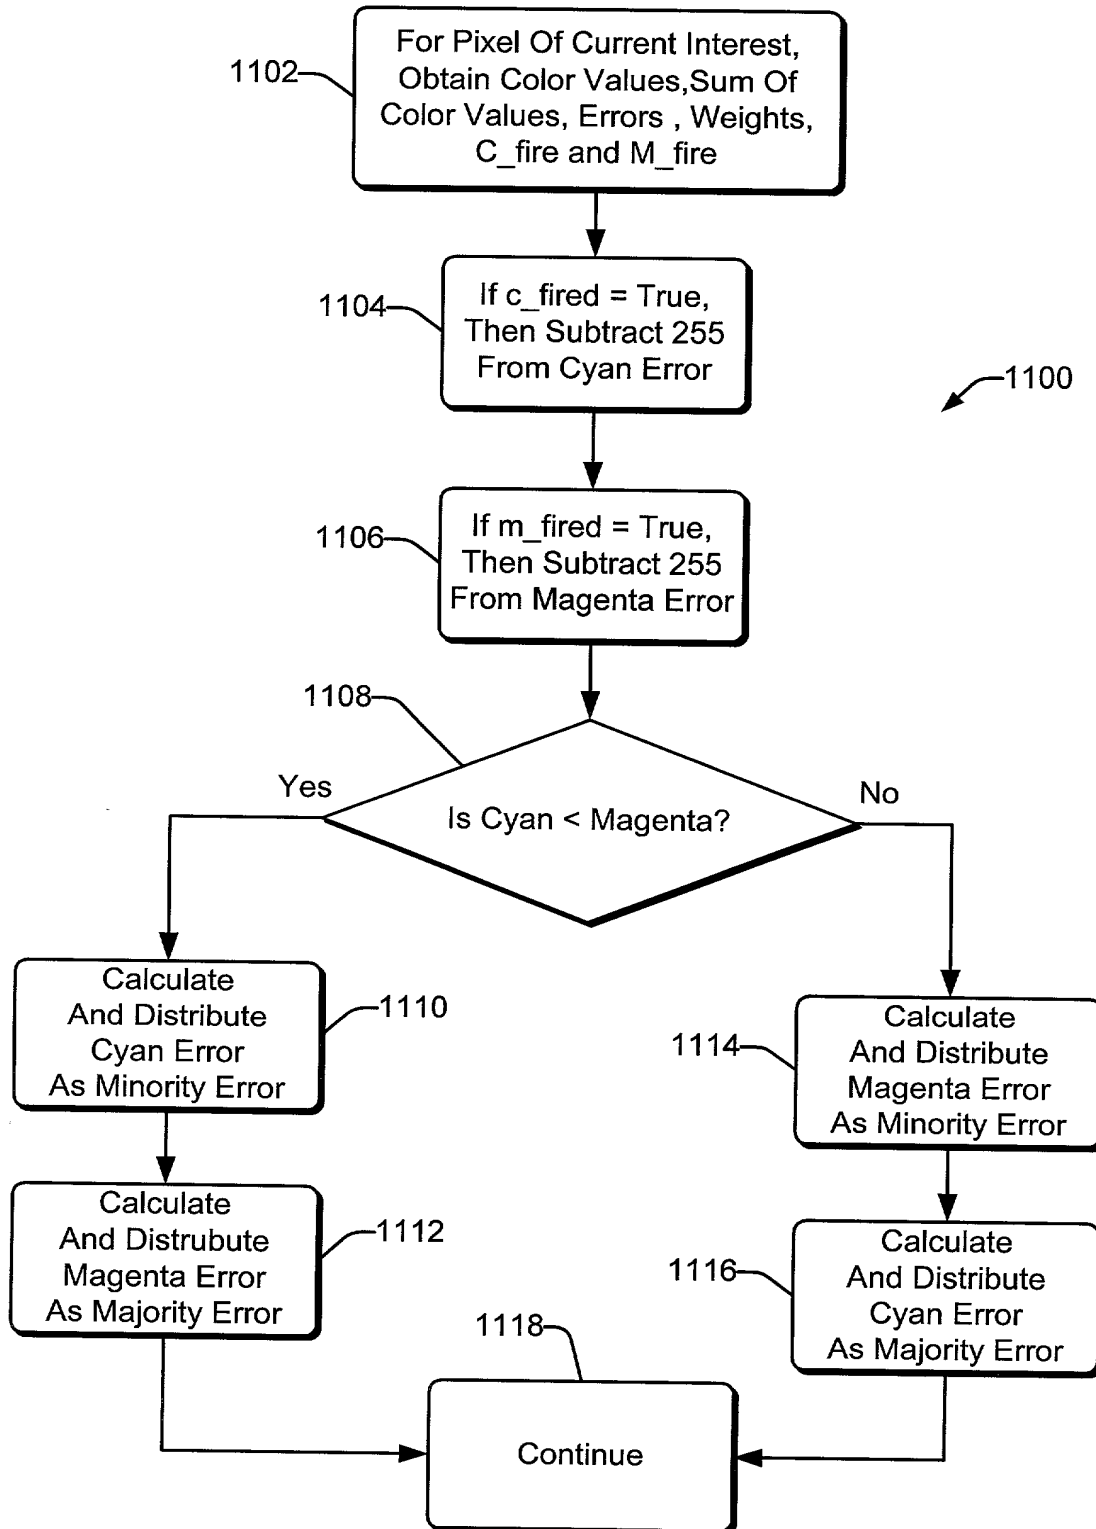 For Pixel Of Current Interest,
Obtain Color Values,Sum Of
Color Values, Errors , Weights,
C_fire and M_fire
1102
If c_fired = True,
Then Subtract 255
From Cyan Error
1104
1100
If m_fired = True,
Then Subtract 255
From Magenta Error
1106
1108
Yes
Is Cyan < Magenta?
No
Calculate
And Distribute
Cyan Error
As Minority Error
1110
Calculate
And Distribute
Magenta Error
As Minority Error
1114
Calculate
And Distrubute
Magenta Error
As Majority Error
1112
Calculate
And Distribute
Cyan Error
As Majority Error
1116
1118
Continue